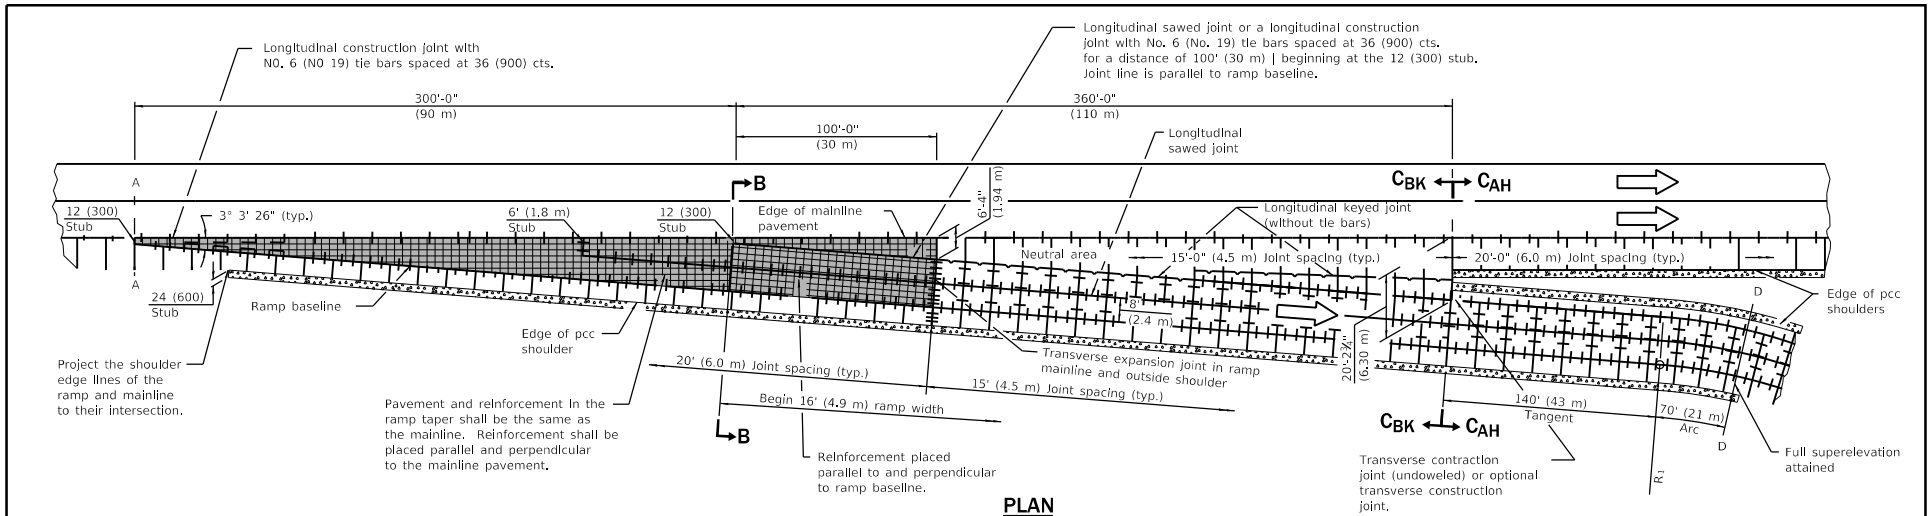 Longitudinal construction joint with
NO. 6 (NO 19) tie bars spaced at 36 (900) cts.
Longitudinal sawed joint or a longitudinal construction
joint with No. 6 (No. 19) tie bars spaced at 36 (900) cts.
for a distance of 100' (30 m) | beginning at the 12 (300) stub.
Joint line is parallel to ramp baseline.
300'-0"
(90 m)
360'-0"
(110 m)
100'-0"
(30 m)
Longitudinal
sawed joint
A
B
6'-4"
(1.94 m)
CBK
CAH
12 (300)
Stub
3° 3' 26" (typ.)
6' (1.8 m)
Stub
12 (300)
Stub
Edge of mainline
pavement
Longitudinal keyed joint
(without tie bars)
Neutral area
15'-0" (4.5 m) Joint spacing (typ.)
20'-0" (6.0 m) Joint spacing (typ.)
A
24 (600)
Stub
Ramp baseline
Edge of pcc
shoulder
8'
(2.4 m)
D
Edge of pcc
shoulders
20'-2¾"
(6.30 m)
Project the shoulder
edge lines of the
ramp and mainline
to their intersection.
20' (6.0 m) Joint spacing (typ.)
Transverse expansion joint in ramp
mainline and outside shoulder
15' (4.5 m) Joint spacing (typ.)
Pavement and reinforcement in the
ramp taper shall be the same as
the mainline. Reinforcement shall be
placed parallel and perpendicular
to the mainline pavement.
Begin 16' (4.9 m) ramp width
B
140' (43 m)
Tangent
70' (21 m)
Arc
CBK
CAH
D
Reinforcement placed
parallel to and perpendicular
to ramp baseline.
Transverse contraction
joint (undoweled) or optional
transverse construction
joint.
R1
Full superelevation
attained
PLAN